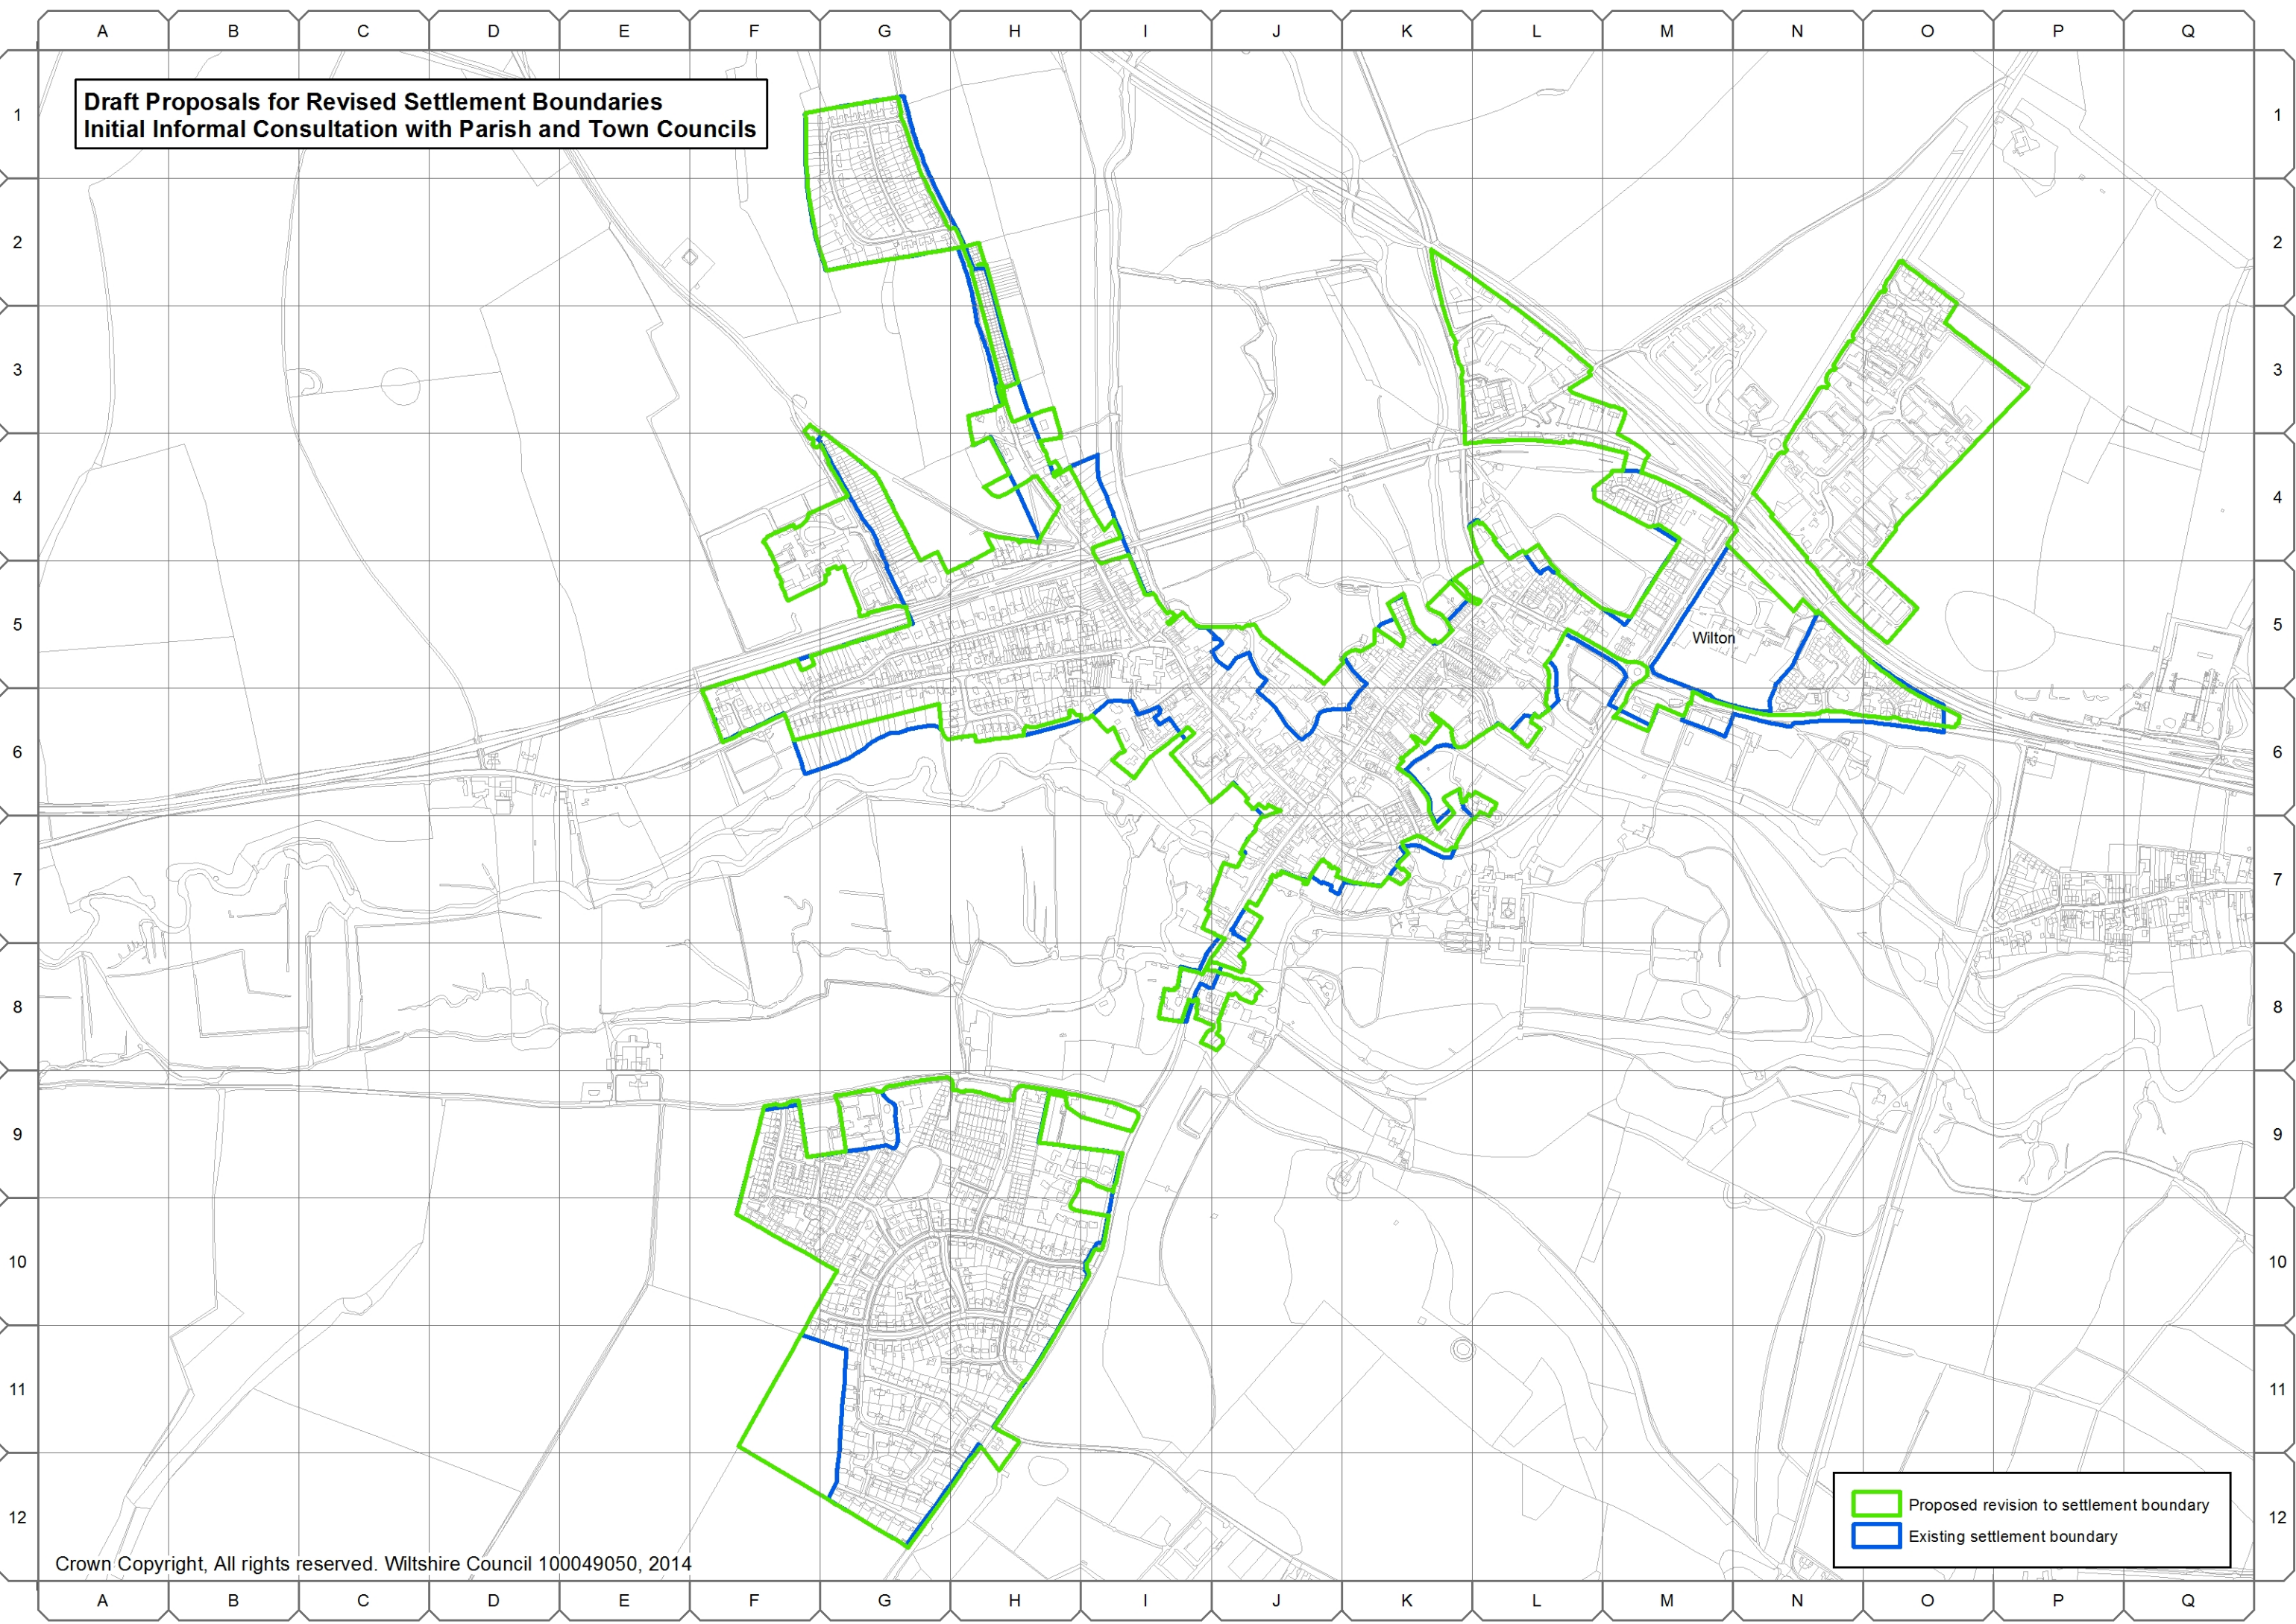 A B C D E F G H I J K L M N O P Q
Draft Proposals for Revised Settlement Boundaries
Initial Informal Consultation with Parish and Town Councils
1 1
2 2
3 3
4 4
5 5
Wilton
6 6
7 7
8 8
9 9
10 10
11 11
12 12
Proposed revision to settlement boundary
Existing settlement boundary
Crown Copyright, All rights reserved. Wiltshire Council 100049050, 2014
A B C D E F G H I J K L M N O P Q